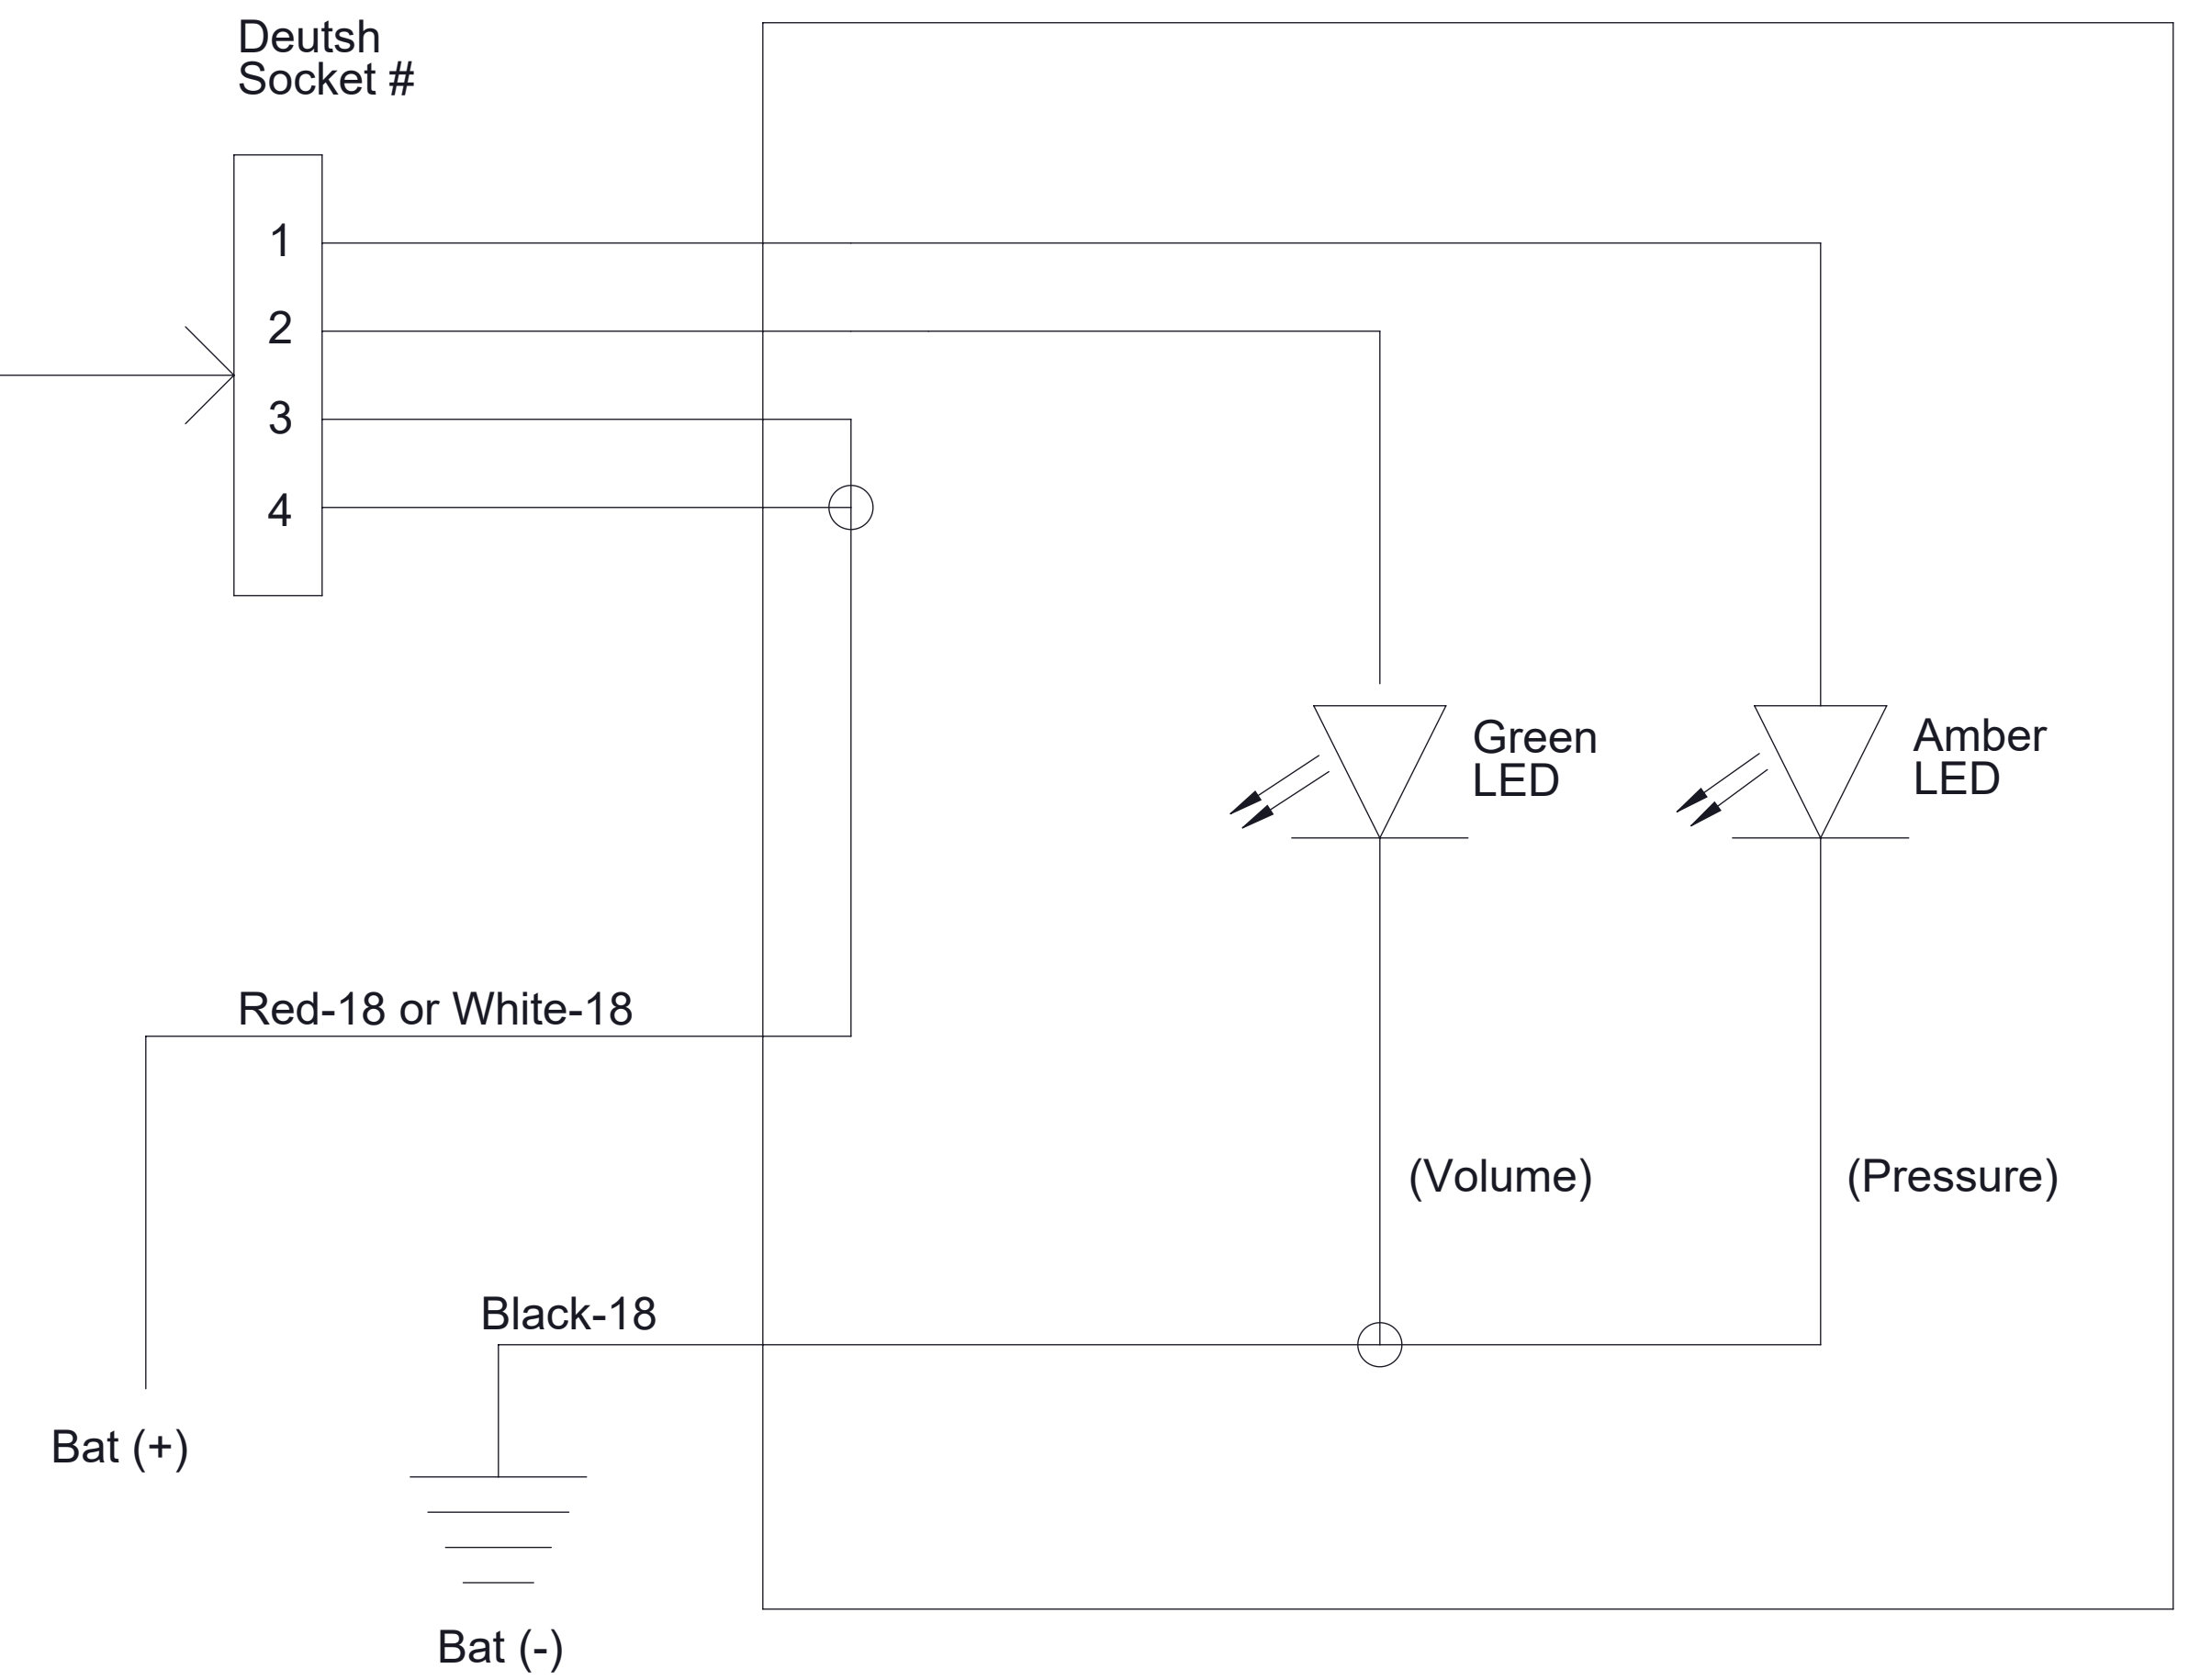 Deutsh
Socket #
1
2
3
4
Green
LED
Amber
LED
Red-18 or White-18
(Volume)
(Pressure)
Black-18
Bat (+)
Bat (-)